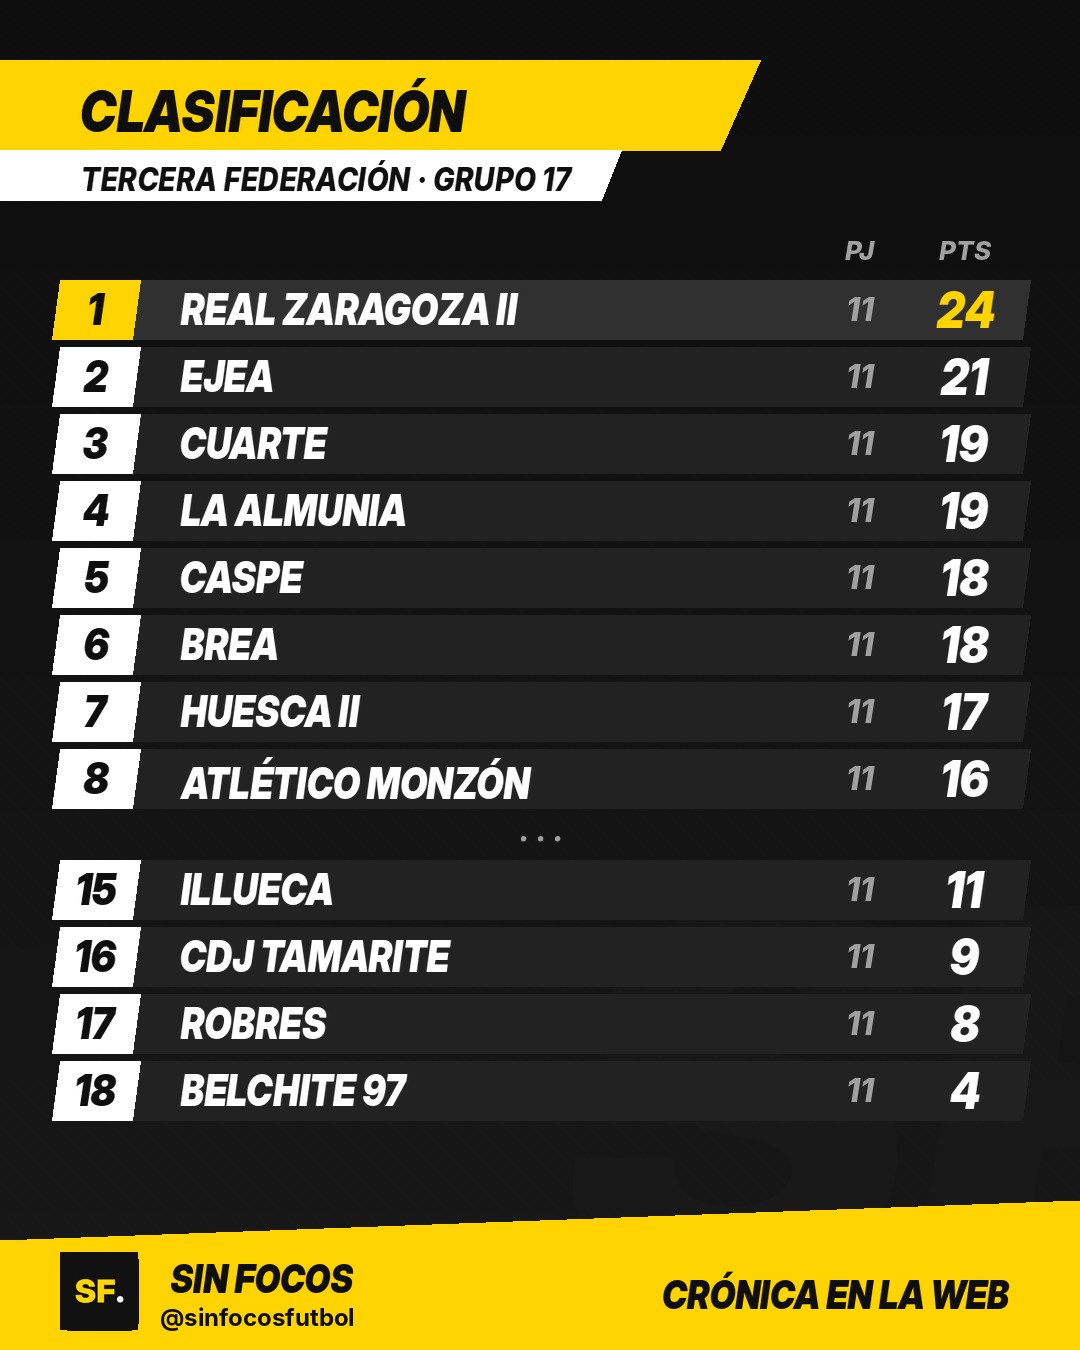 CLASIFICACIÓN
TERCERA FEDERACIÓN · GRUPO 17
PJ PTS
1 REAL ZARAGOZA II 11 24
2 EJEA 11 21
3 CUARTE 11 19
4 LA ALMUNIA 11 19
5 CASPE 11 18
6 BREA 11 18
7 HUESCA II 11 17
8 ATLÉTICO MONZÓN 11 16
...
15 ILLUECA 11 11
16 CDJ TAMARITE 11 9
17 ROBRES 11 8
18 BELCHITE 97 11 4
SF. SIN FOCOS
@sinfocosfutbol
CRÓNICA EN LA WEB